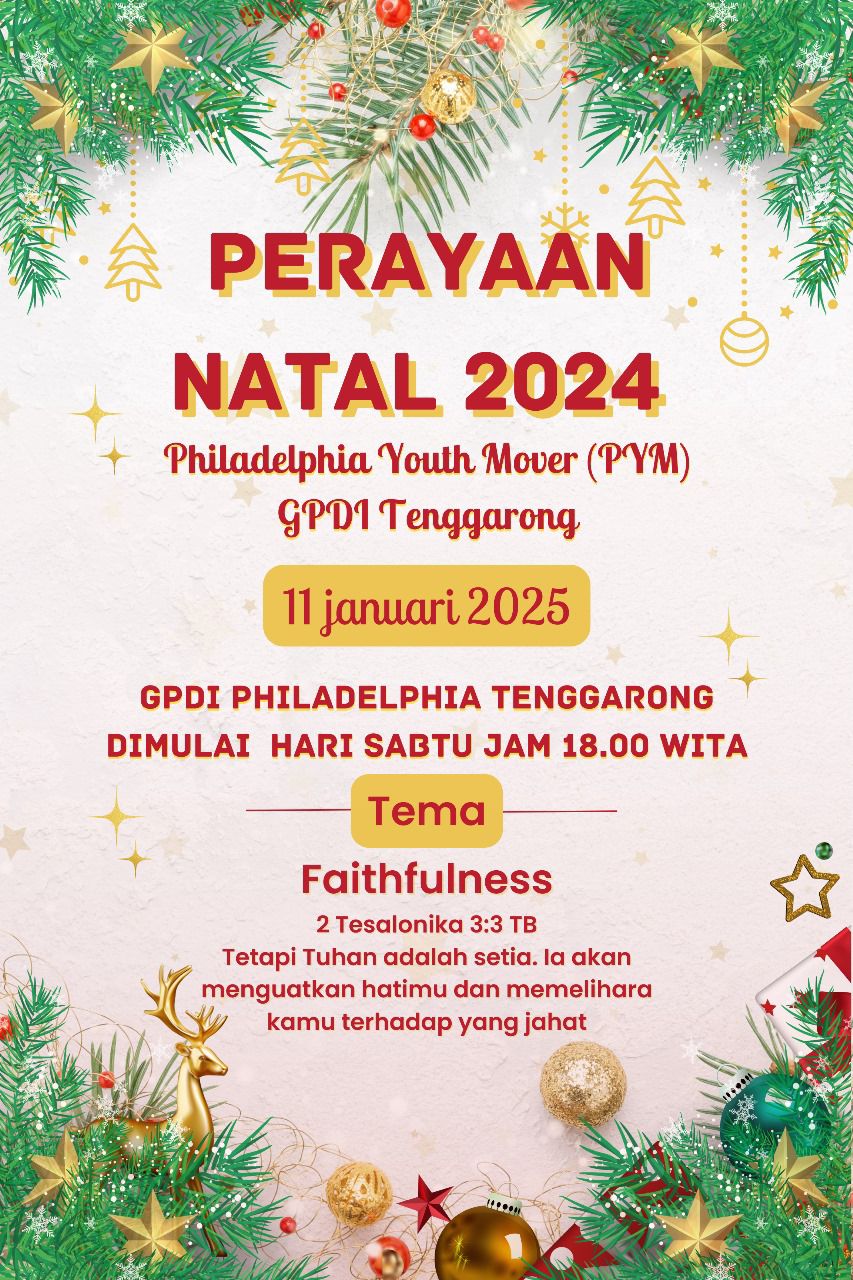 PERAYAAN
NATAL 2024
Philadelphia Youth Mover (PYM)
GPDI Tenggarong
11 januari 2025
GPDI PHILADELPHIA TENGGARONG
DIMULAI HARI SABTU JAM 18.00 WITA
Tema
Faithfulness
2 Tesalonika 3:3 TB
Tetapi Tuhan adalah setia. Ia akan
menguatkan hatimu dan memelihara
kamu terhadap yang jahat